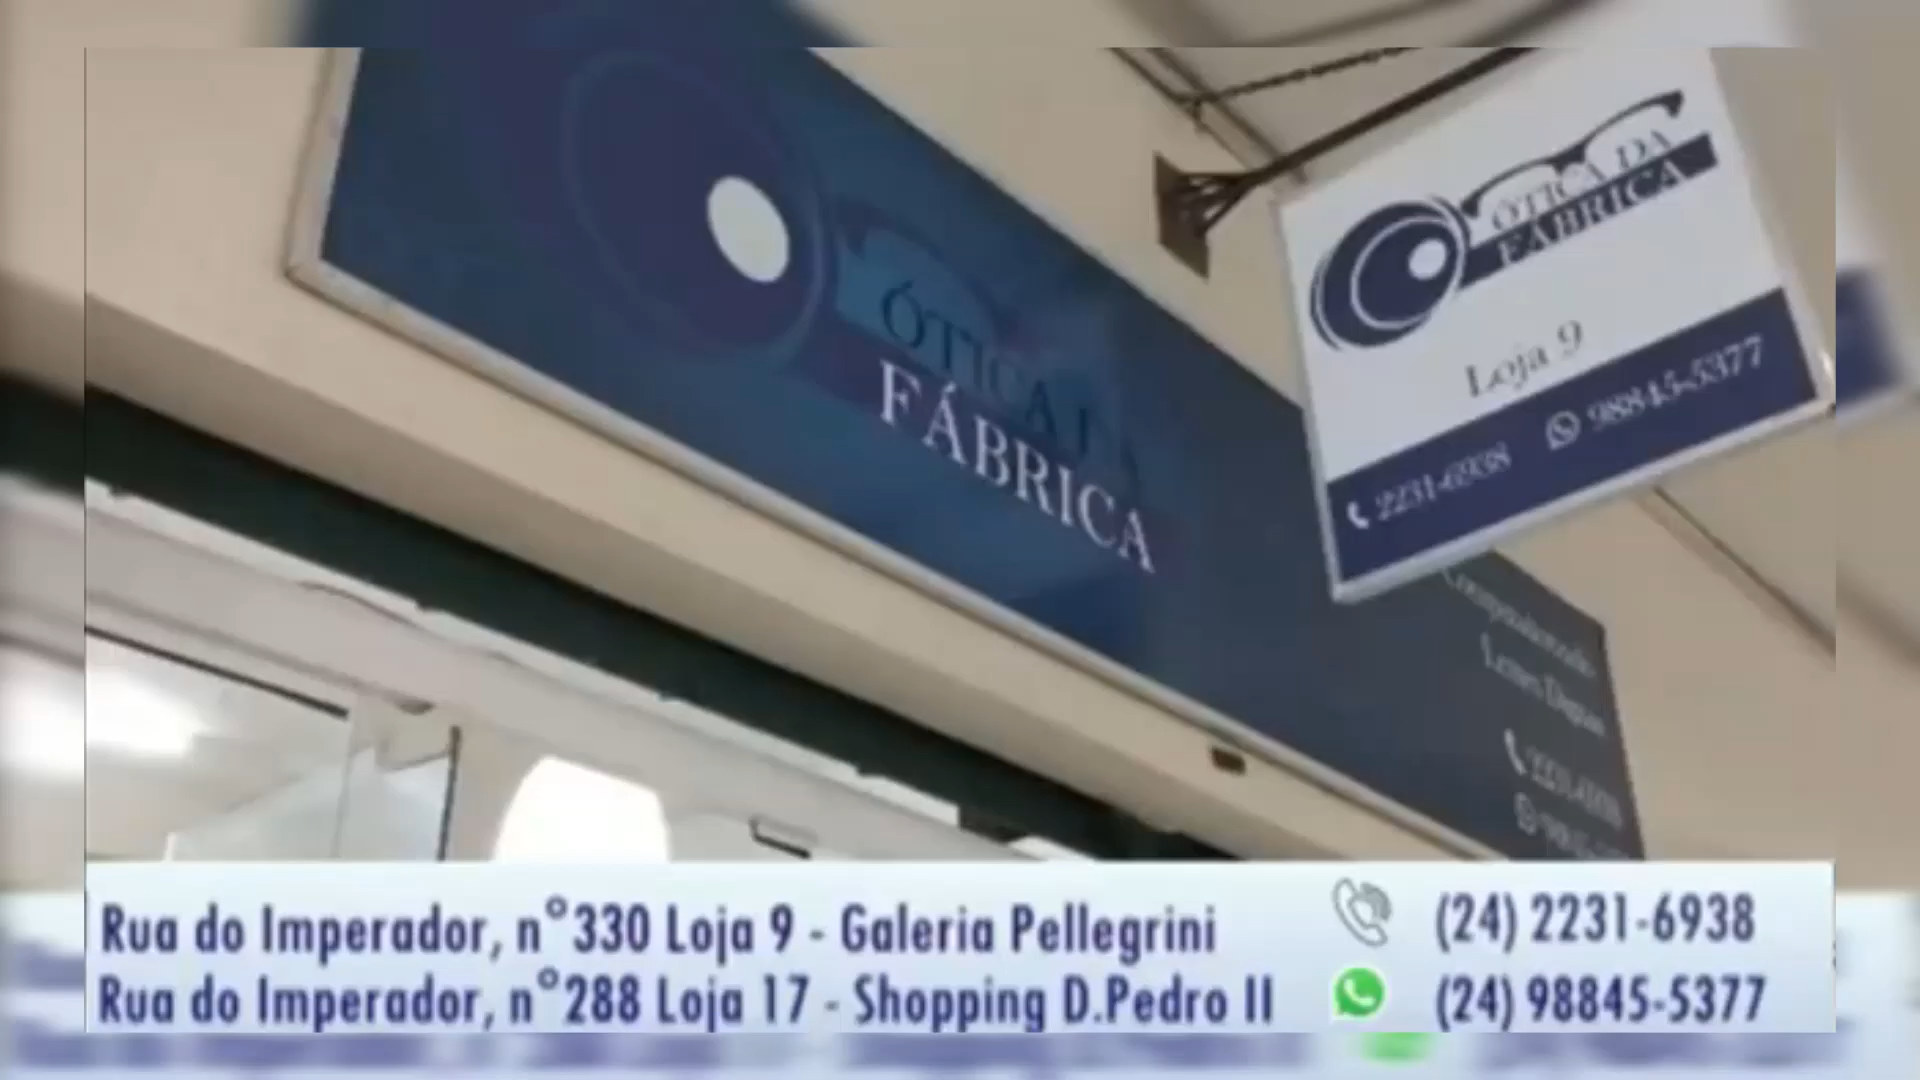 ÓTICA DA
FÁBRICA
Loja 9
2231-6938 98845-5377
ÓTICA
FÁBRICA
Rua do Imperador, n°330 Loja 9 - Galeria Pellegrini
(24) 2231-6938
Rua do Imperador, n°288 Loja 17 - Shopping D.Pedro II
(24) 98845-5377